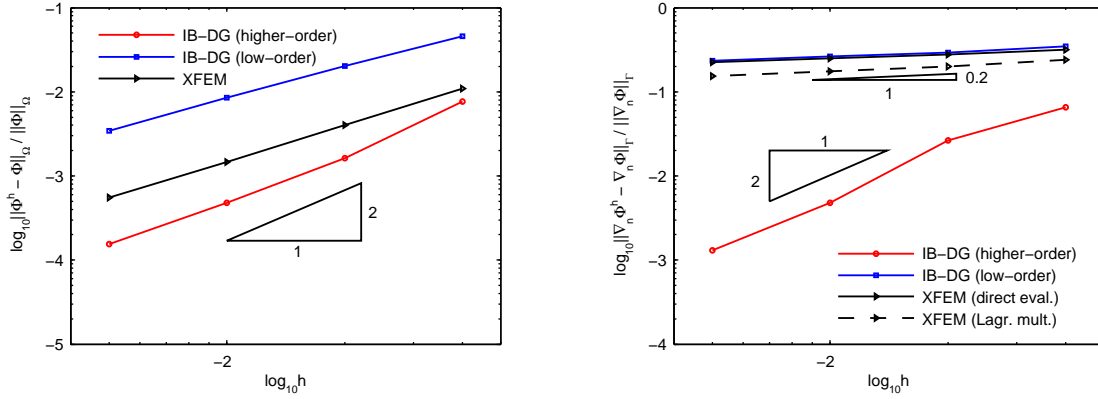 −1
IB−DG (higher−order)
IB−DG (low−order)
XFEM
−2
−3
−4
−5
2
1
−2
log10h
log10||Φh − Φ||Ω / ||Φ||Ω
0
0.2
1
−1
1
2
−2
−3
IB−DG (higher−order)
IB−DG (low−order)
XFEM (direct eval.)
XFEM (Lagr. mult.)
−4
−2
log10h
log10||∇nΦh − ∇nΦ||Γ / ||∇nΦ||Γ